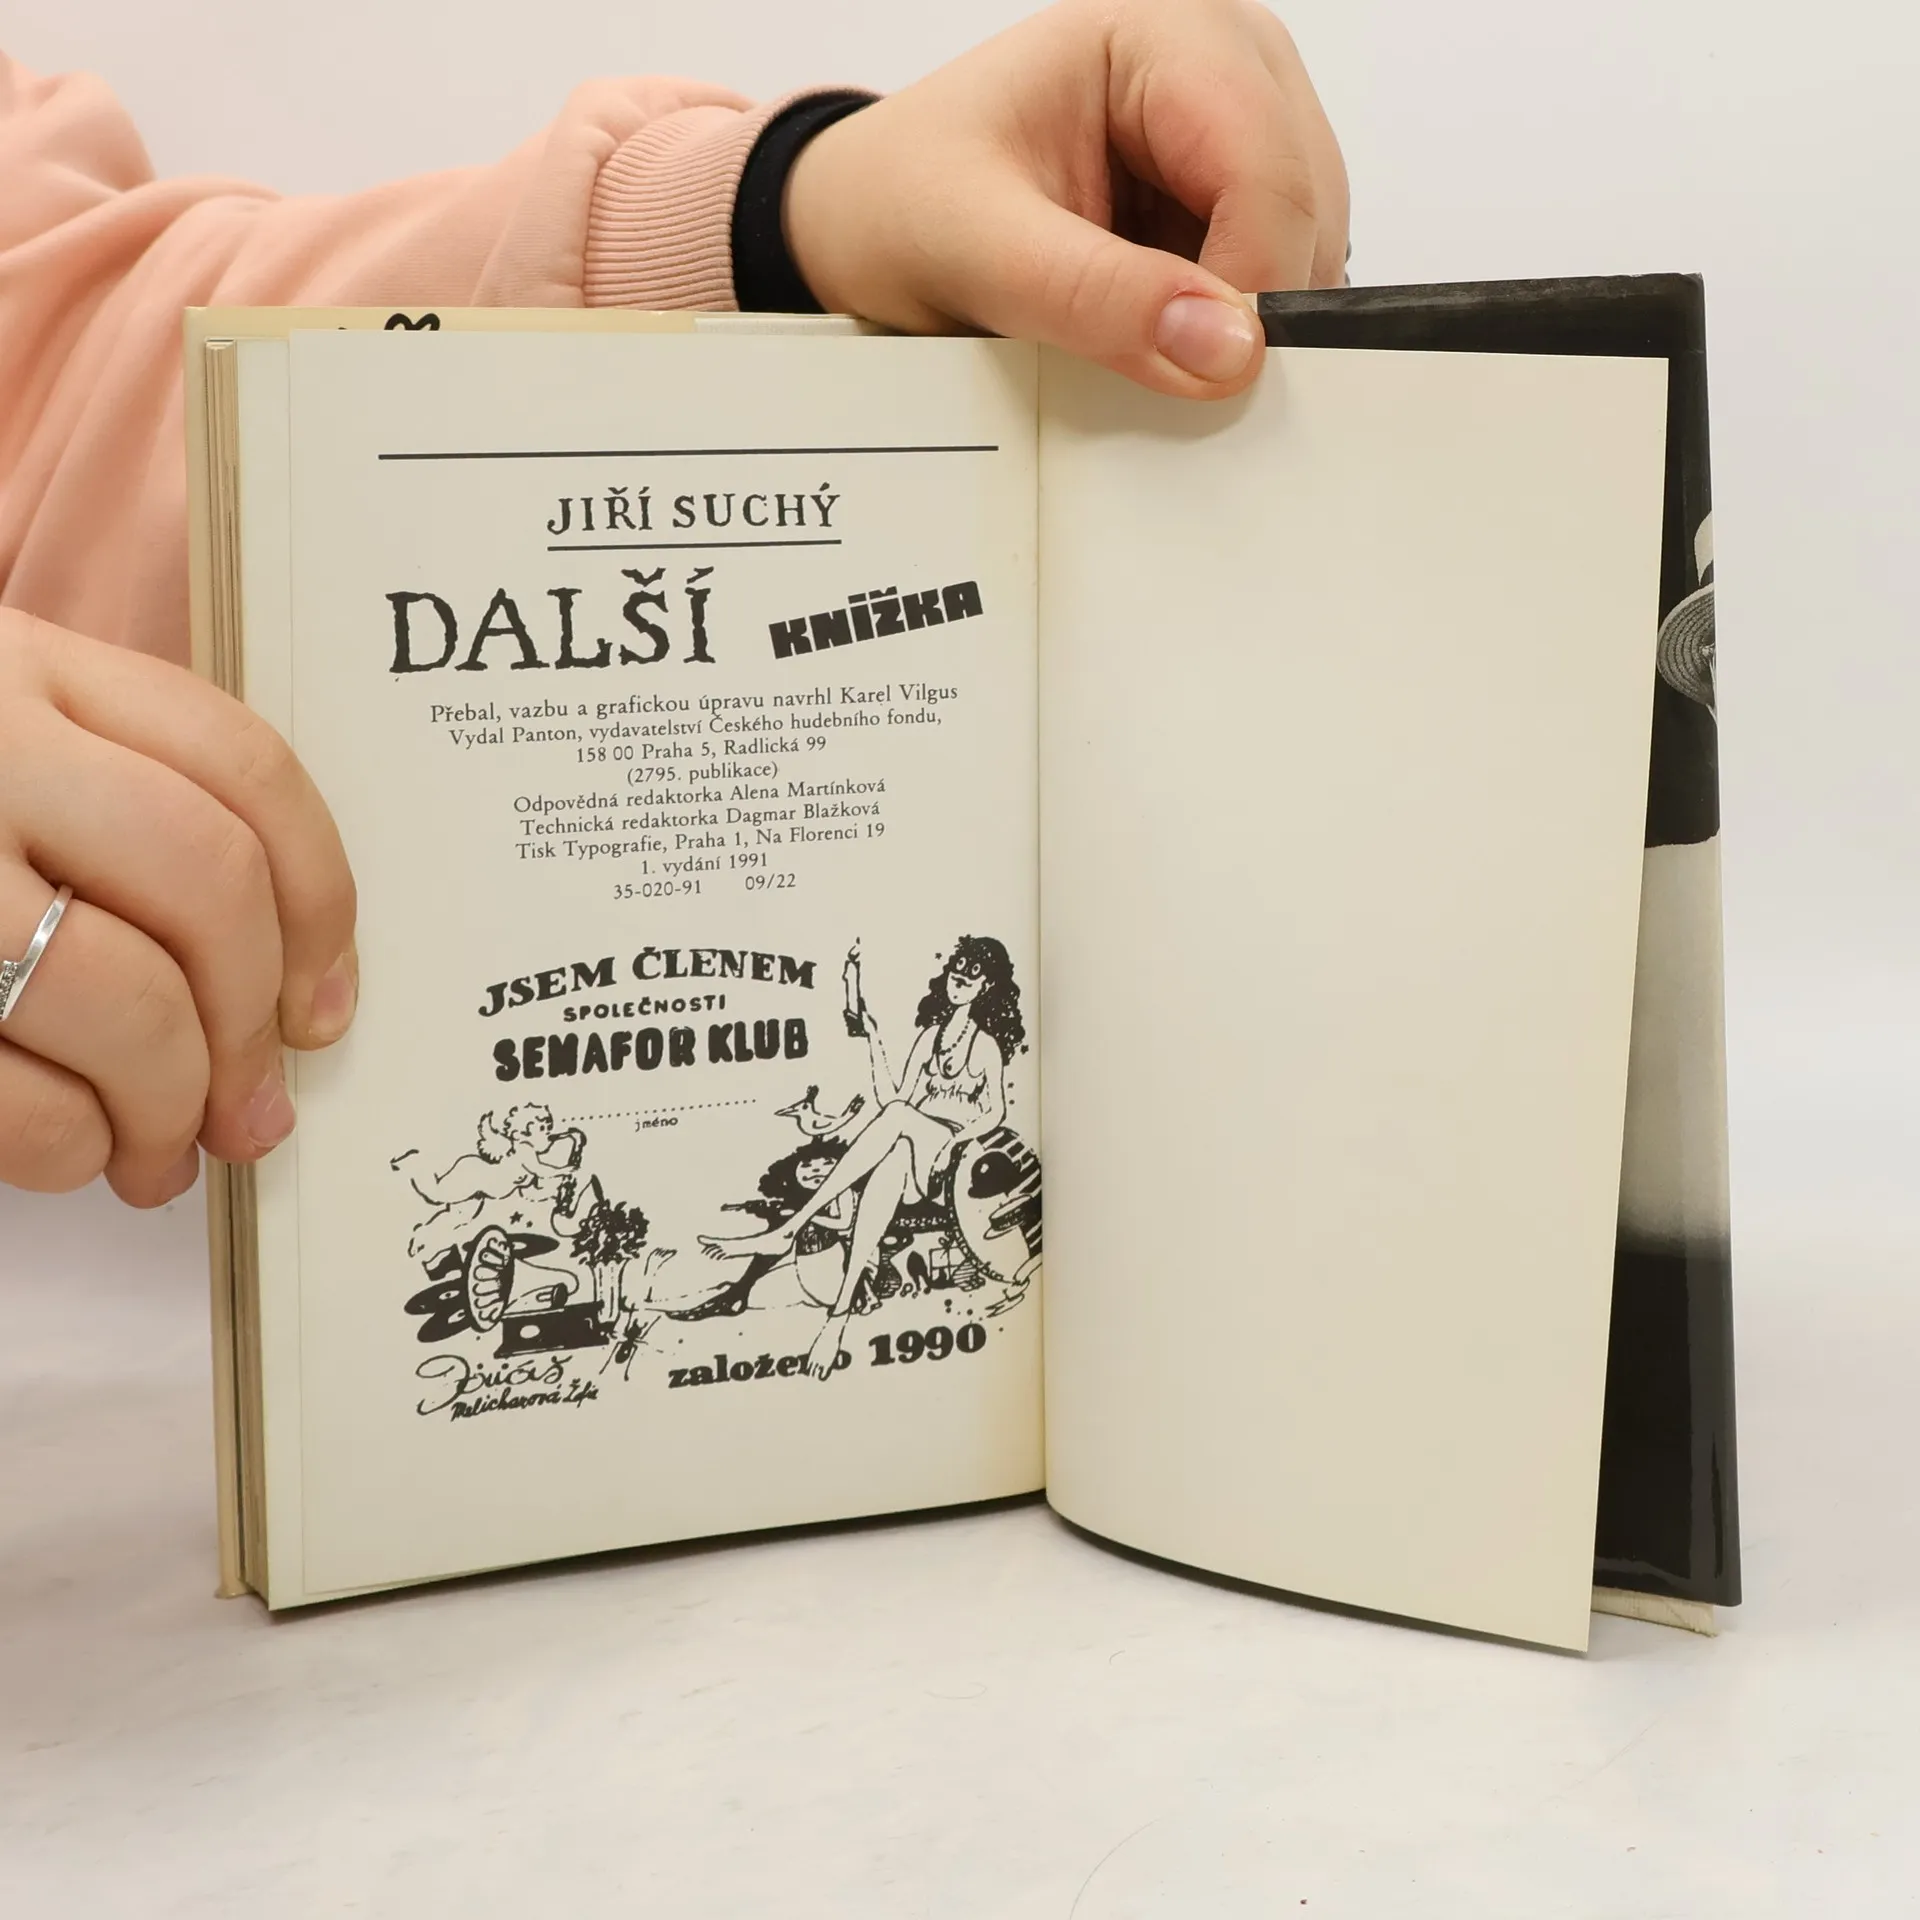 JIŘÍ SUCHÝ
DALŠÍ KNÍŽKA
Přebal, vazbu a grafickou úpravu navrhl Karel Vilgus
Vydal Panton, vydavatelství Českého hudebního fondu,
158 00 Praha 5, Radlická 99
(2795. publikace)
Odpovědná redaktorka Alena Martínková
Technická redaktorka Dagmar Blažková
Tisk Typografie, Praha 1, Na Florenci 19
1. vydání 1991
35-020-91 09/22
JSEM ČLENEM
SPOLEČNOSTI
SEMAFOR KLUB
jméno
založeno 1990
Melicharová